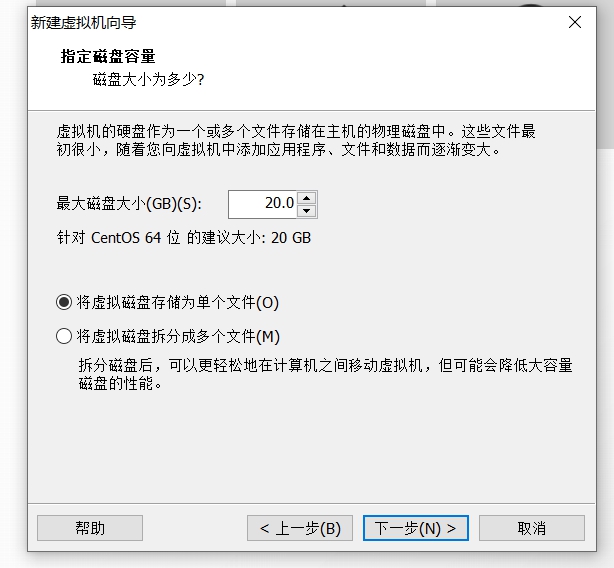 新建虚拟机向导
指定磁盘容量
磁盘大小为多少?
虚拟机的硬盘作为一个或多个文件存储在主机的物理磁盘中。这些文件最
初很小，随着您向虚拟机中添加应用程序、文件和数据而逐渐变大。
最大磁盘大小(GB)(S): 20.0
针对 CentOS 64 位 的建议大小: 20 GB
将虚拟磁盘存储为单个文件(O)
将虚拟磁盘拆分成多个文件(M)
拆分磁盘后，可以更轻松地在计算机之间移动虚拟机，但可能会降低大容量
磁盘的性能。
帮助 < 上一步(B) 下一步(N) > 取消